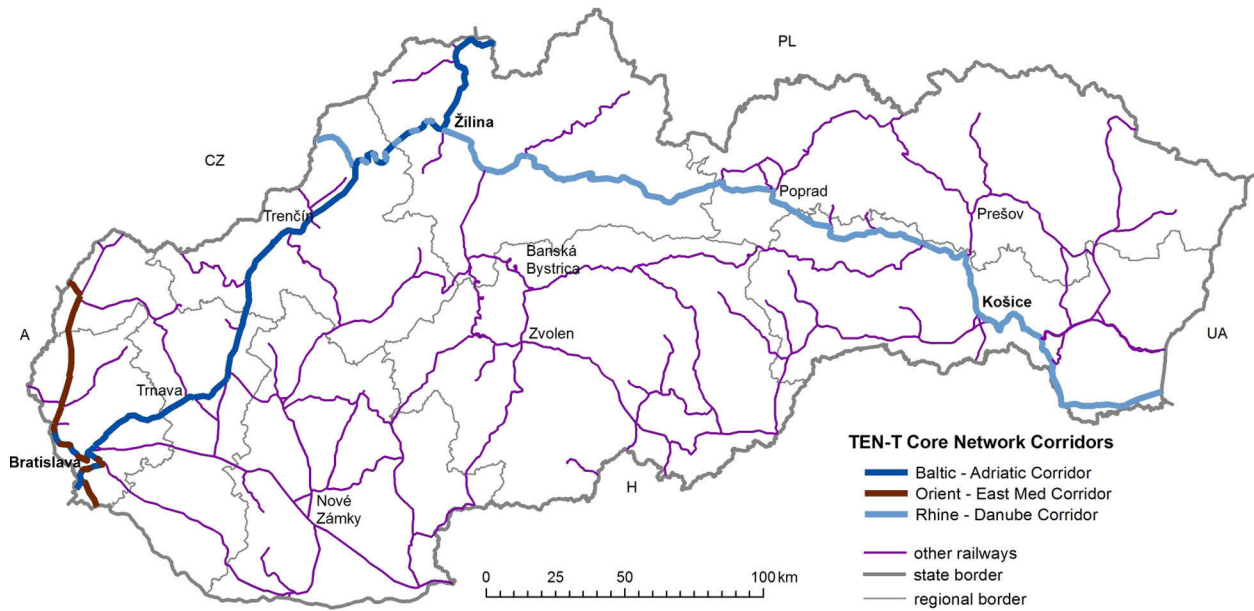 PL
Žilina
CZ
Poprad
Trenčín
Prešov
Banská
Bystrica
Košice
A
Zvolen
UA
Trnava
TEN-T Core Network Corridors
Bratislava
H
Baltic - Adriatic Corridor
Orient - East Med Corridor
Nové
Zámky
Rhine - Danube Corridor
other railways
state border
regional border
0 25 50 100 km